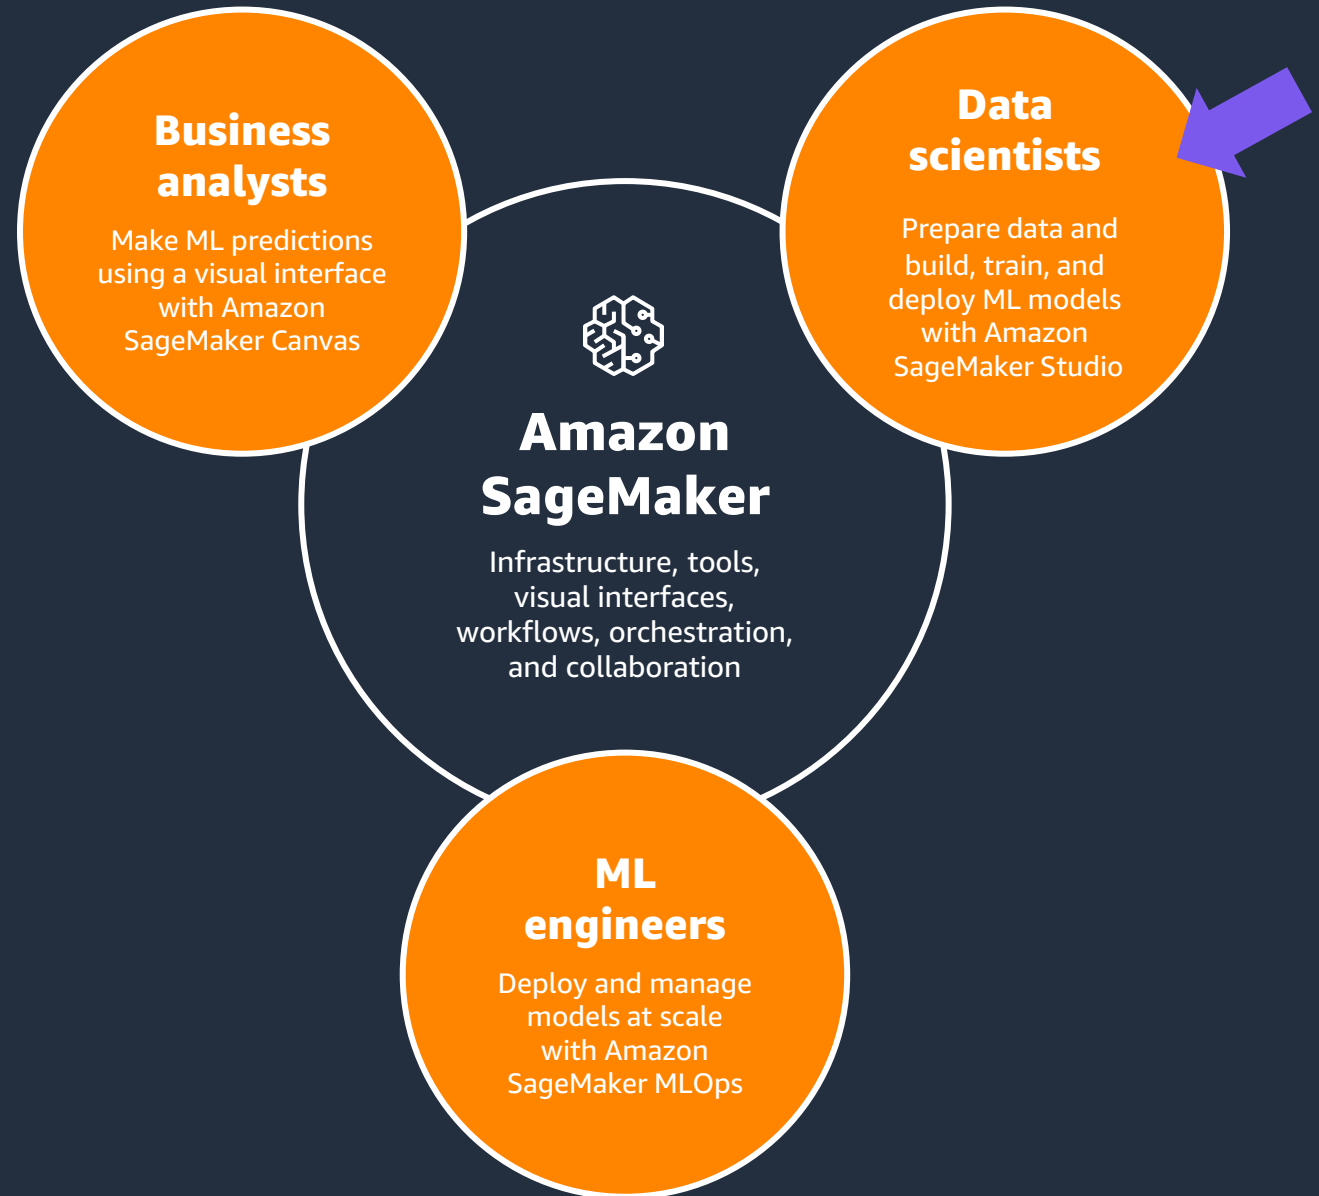 Business
analysts
Make ML predictions
using a visual interface
with Amazon
SageMaker Canvas
Data
scientists
Prepare data and
build, train, and
deploy ML models
with Amazon
SageMaker Studio
Amazon
SageMaker
Infrastructure, tools,
visual interfaces,
workflows, orchestration,
and collaboration
ML
engineers
Deploy and manage
models at scale
with Amazon
SageMaker MLOps